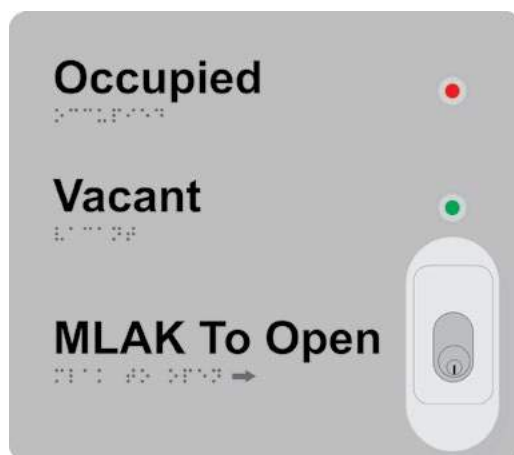 Occupied
⠕⠉⠉⠥⠏⠊⠑⠙
Vacant
⠧⠁⠉⠁⠝⠞
MLAK To Open
⠍⠇⠁⠅ ⠞⠕ ⠕⠏⠑⠝